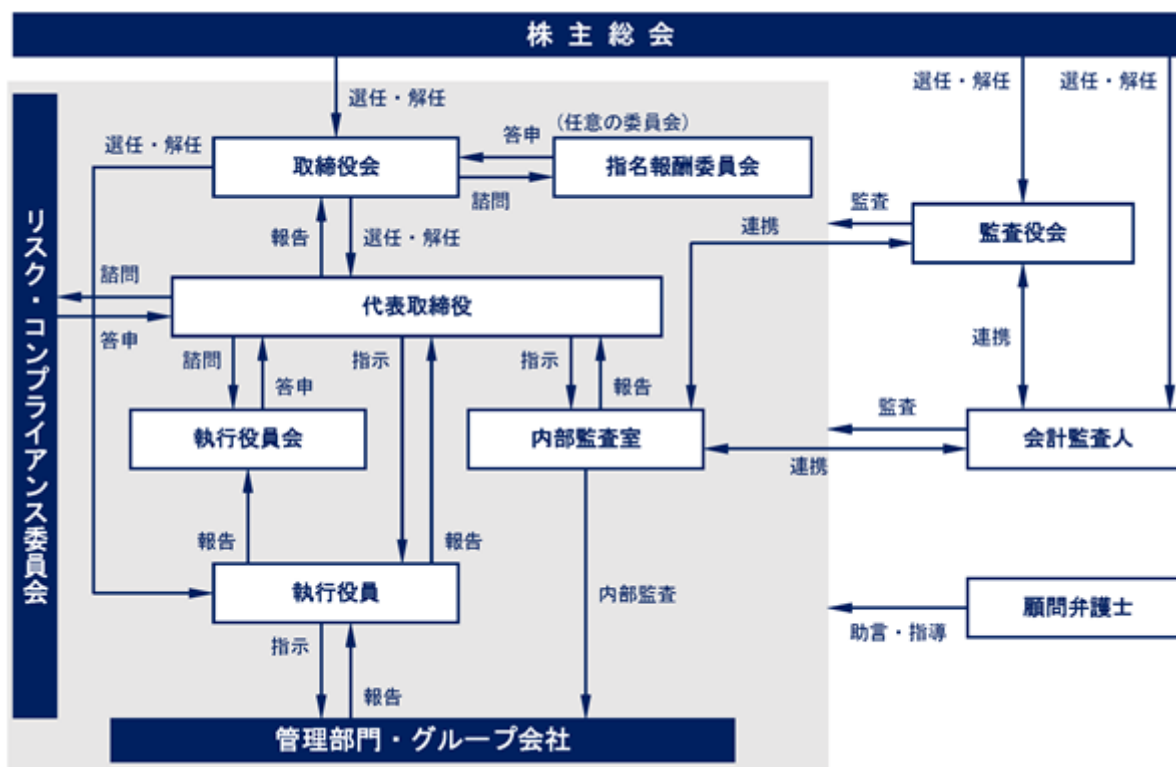 株主総会
選任・解任
選任・解任
選任・解任
選任・解任
(任意の委員会)
答申
取締役会
指名報酬委員会
諮問
監査
連携
監査役会
報告
選任・解任
リスク・コンプライアンス委員会
諮問
代表取締役
答申
諮問
答申
指示
指示
報告
連携
執行役員会
内部監査室
監査
会計監査人
連携
報告
報告
執行役員
内部監査
顧問弁護士
助言・指導
指示
報告
管理部門・グループ会社